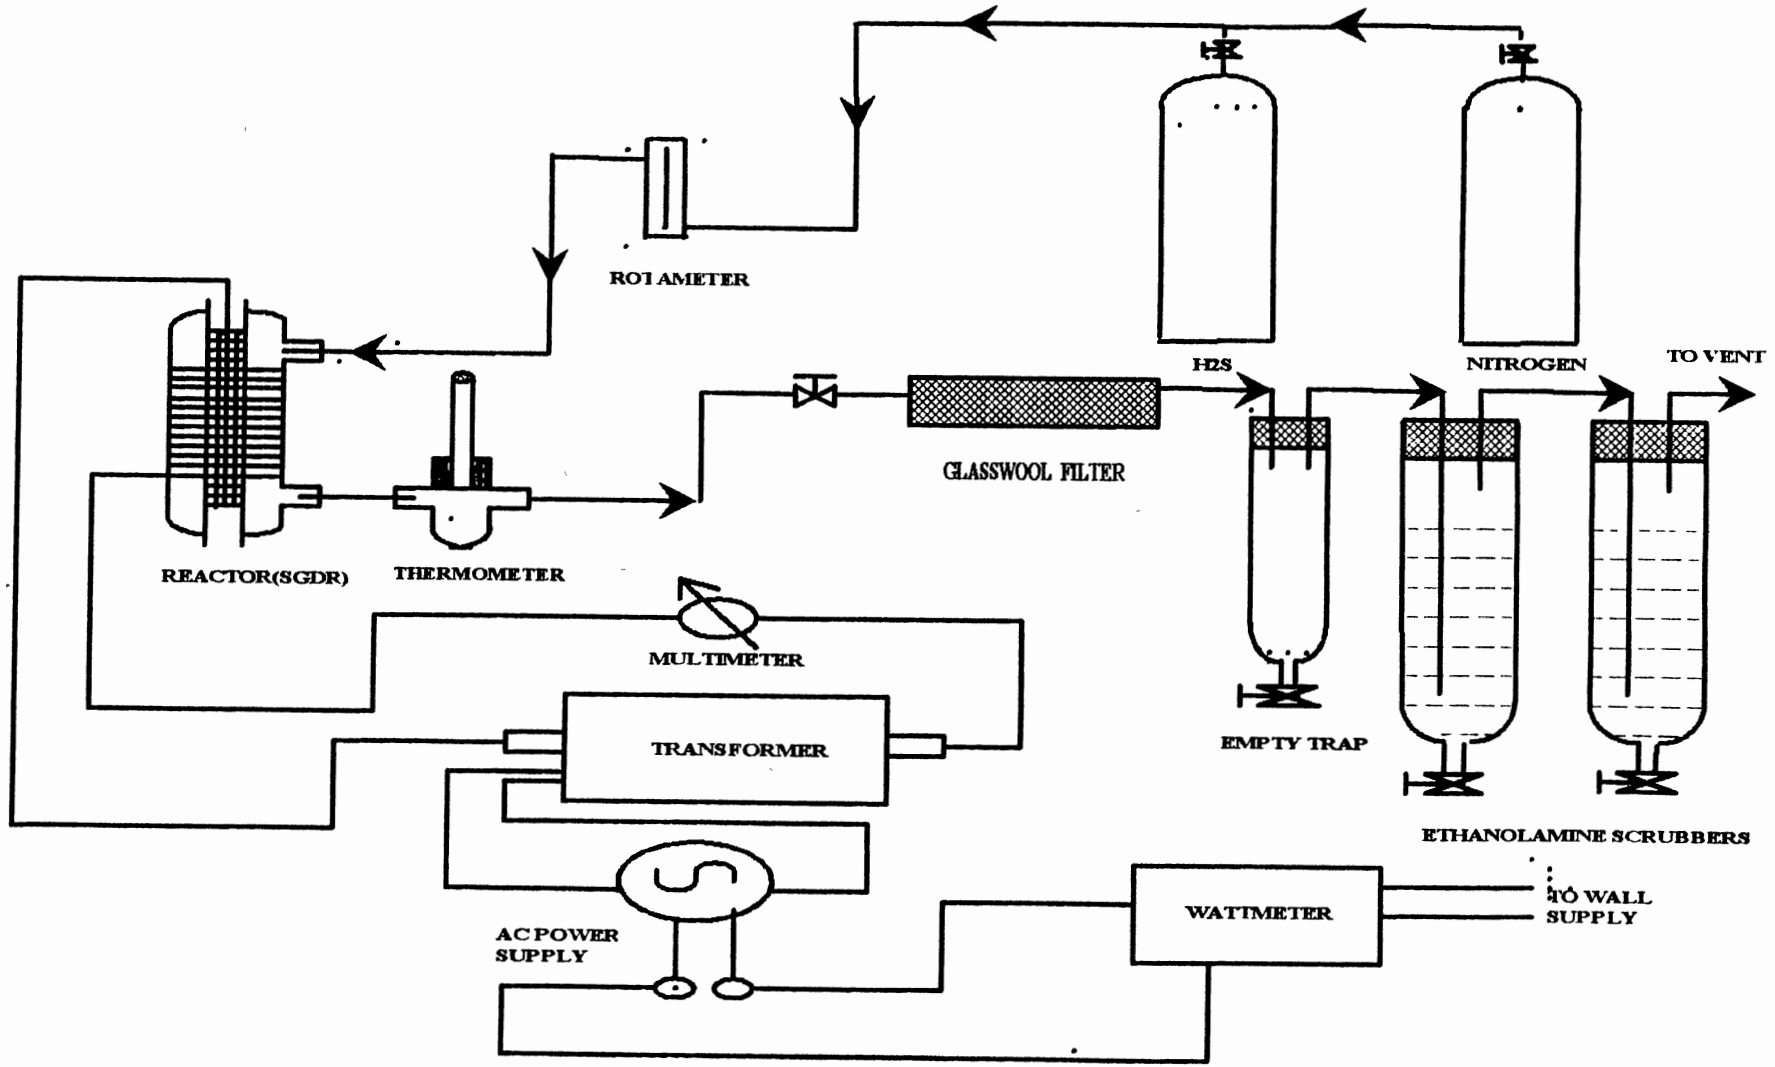 ROTAMETER
H2S
NITROGEN
TO VENT
GLASSWOOL FILTER
REACTOR(SGDR)
THERMOMETER
MULTIMETER
TRANSFORMER
EMPTY TRAP
ETHANOLAMINE SCRUBBERS
AC POWER
SUPPLY
WATTMETER
TO WALL
SUPPLY